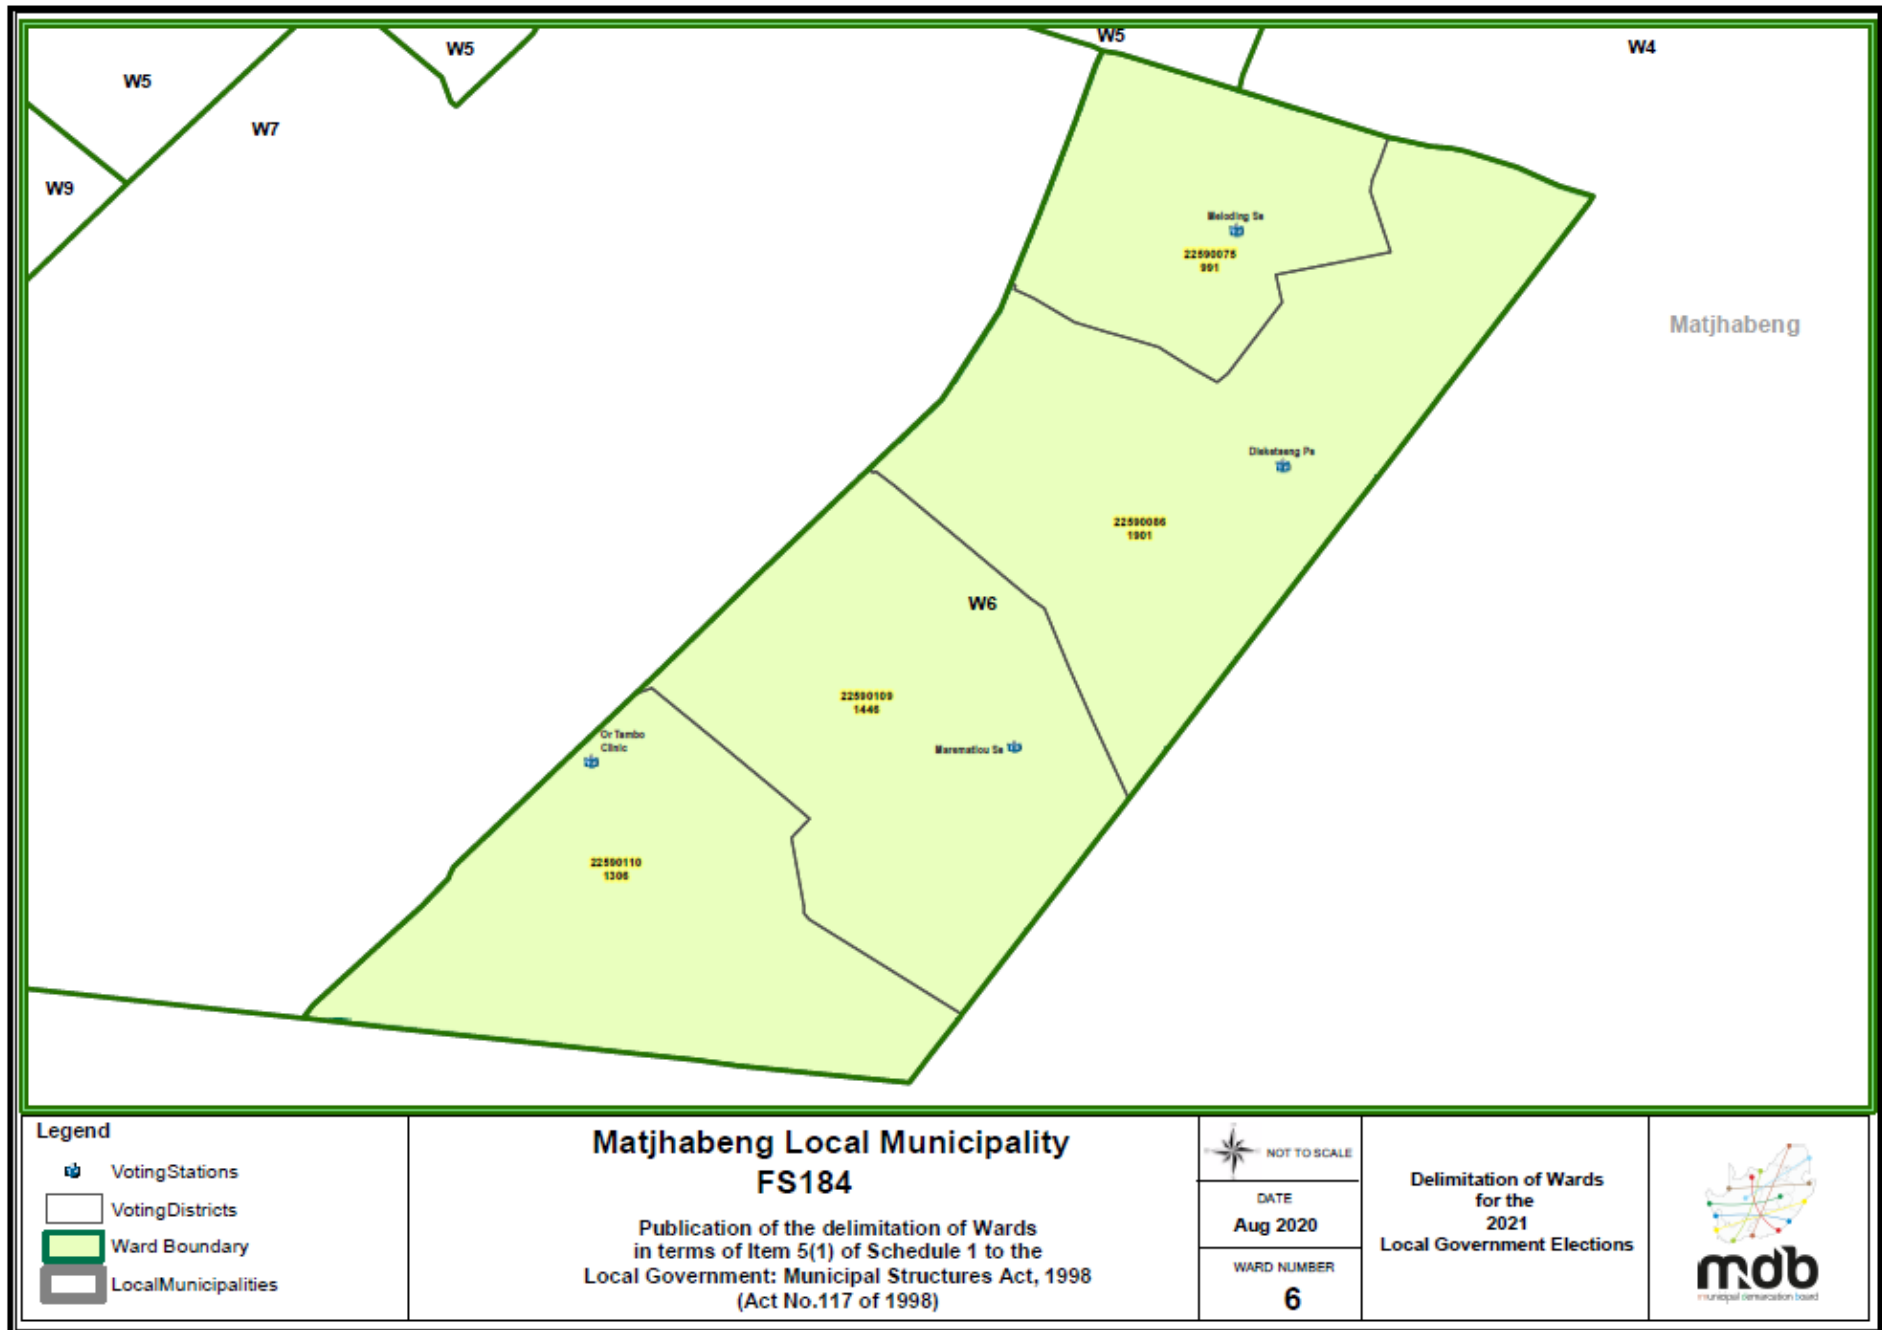 W5
W5
W5
W4
W7
W9
Meloding Se
22590075
991
Matjhabeng
22590086
1901
W6
22590109
1446
Or Tambo
Clinic
22590110
1306
Legend
VotingStations
VotingDistricts
Ward Boundary
LocalMunicipalities
Matjhabeng Local Municipality
FS184
Publication of the delimitation of Wards
in terms of Item 5(1) of Schedule 1 to the
Local Government: Municipal Structures Act, 1998
(Act No.117 of 1998)
NOT TO SCALE
DATE
Aug 2020
WARD NUMBER
6
Delimitation of Wards
for the
2021
Local Government Elections
mdb
municipal demarcation board